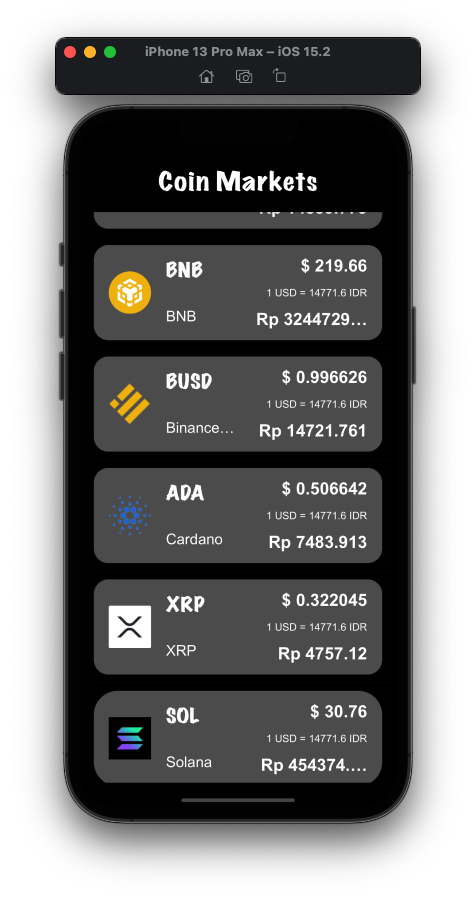 iPhone 13 Pro Max – iOS 15.2
Coin Markets
BNB
$ 219.66
1 USD = 14771.6 IDR
BNB
Rp 3244729...
BUSD
$ 0.996626
1 USD = 14771.6 IDR
Binance...
Rp 14721.761
ADA
$ 0.506642
1 USD = 14771.6 IDR
Cardano
Rp 7483.913
XRP
$ 0.322045
1 USD = 14771.6 IDR
XRP
Rp 4757.12
SOL
$ 30.76
1 USD = 14771.6 IDR
Solana
Rp 454374....